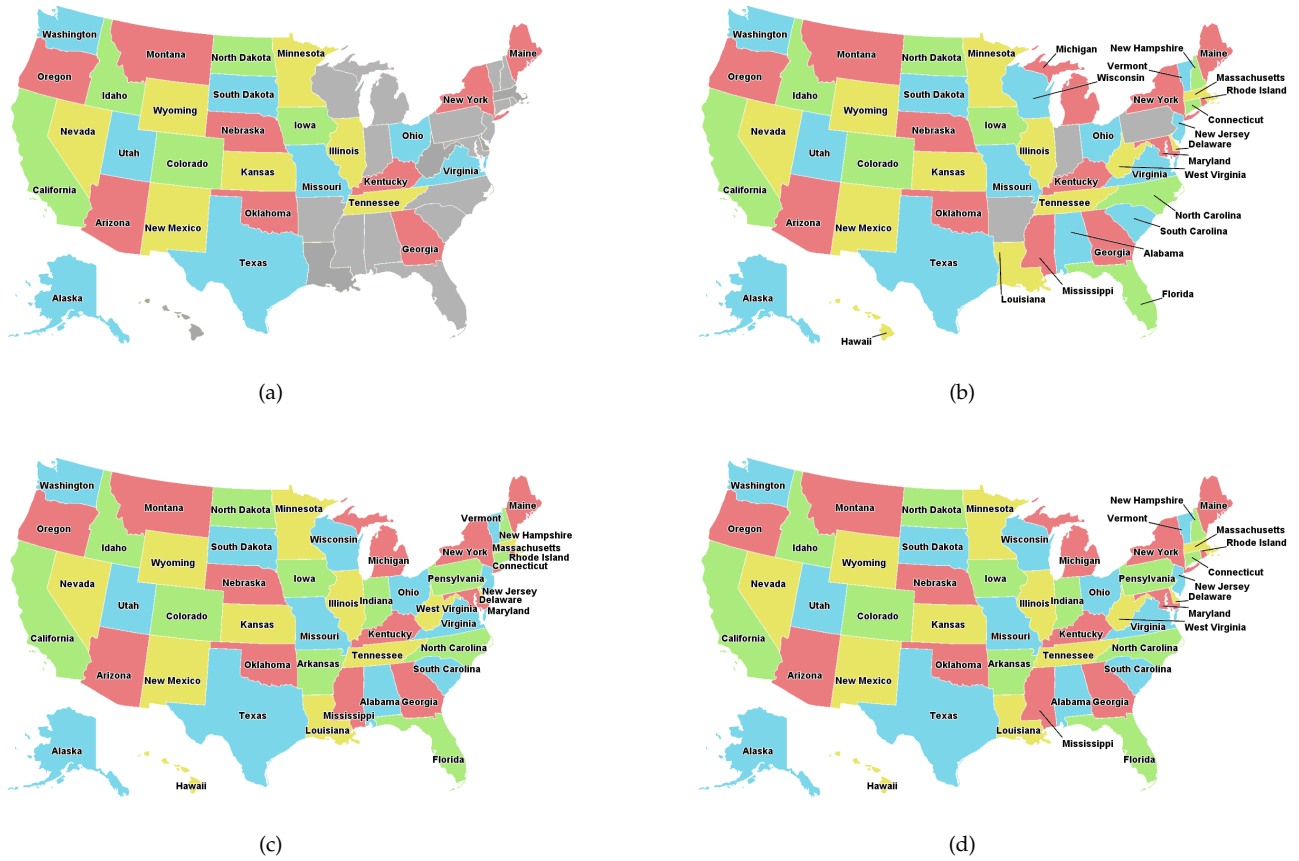 Washington
Montana
North Dakota
Minnesota
Maine
Oregon
Idaho
South Dakota
New York
Wyoming
Nebraska
Iowa
Nevada
Utah
Colorado
Illinois
Ohio
Kansas
Missouri
Virginia
California
Kentucky
Tennessee
Arizona
New Mexico
Oklahoma
Georgia
Texas
Alaska
(a)
Washington
Montana
North Dakota
Minnesota
Michigan
New Hampshire
Maine
Vermont
Wisconsin
Oregon
Massachusetts
Rhode Island
Idaho
South Dakota
New York
Wyoming
Connecticut
Nebraska
Iowa
Nevada
Ohio
New Jersey
Delaware
Utah
Colorado
Illinois
Maryland
Kansas
West Virginia
Missouri
Virginia
California
Kentucky
Tennessee
Arizona
New Mexico
Oklahoma
North Carolina
South Carolina
Georgia
Alabama
Texas
Mississippi
Louisiana
Florida
Alaska
Hawaii
(b)
Washington
Montana
North Dakota
Minnesota
Maine
Vermont
Oregon
Wisconsin
New Hampshire
Idaho
South Dakota
Massachusetts
New York
Rhode Island
Wyoming
Michigan
Connecticut
Nebraska
Iowa
Pensylvania
Nevada
Ohio
New Jersey
Utah
Colorado
Illinois
Indiana
Delaware
West Virginia
Maryland
Kansas
Virginia
Missouri
California
Kentucky
North Carolina
Tennessee
Arizona
Oklahoma
Arkansas
South Carolina
New Mexico
Alabama
Georgia
Texas
Mississippi
Louisiana
Alaska
Florida
Hawaii
(c)
Washington
Montana
North Dakota
Minnesota
New Hampshire
Maine
Vermont
Oregon
Wisconsin
Massachusetts
Idaho
South Dakota
New York
Rhode Island
Wyoming
Michigan
Connecticut
Nebraska
Iowa
Pensylvania
Nevada
Ohio
New Jersey
Delaware
Utah
Colorado
Illinois
Indiana
Maryland
Kansas
West Virginia
Missouri
Virginia
California
Kentucky
North Carolina
Tennessee
Arizona
Oklahoma
Arkansas
South Carolina
New Mexico
Alabama
Georgia
Texas
Louisiana
Mississippi
Alaska
Florida
Hawaii
(d)